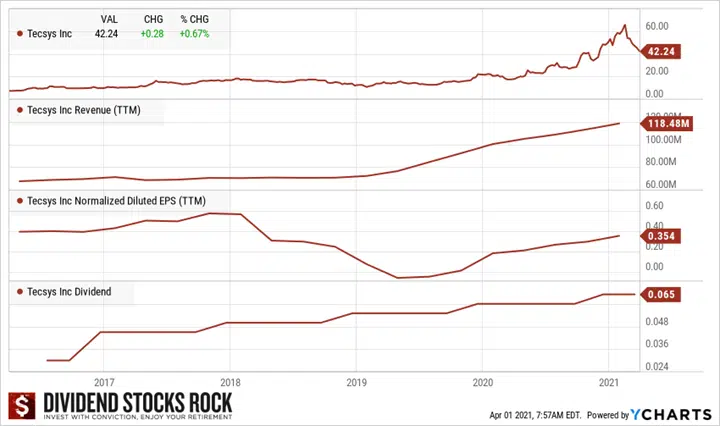 VAL CHG % CHG
Tecsys Inc 42.24 +0.28 +0.67%
60.00
42.24
20.00
0.00
Tecsys Inc Revenue (TTM)
118.48M
100.00M
80.00M
60.00M
Tecsys Inc Normalized Diluted EPS (TTM)
0.60
0.40
0.354
0.20
0.00
Tecsys Inc Dividend
0.065
0.048
0.036
0.024
2017 2018 2019 2020 2021
$ DIVIDEND STOCKS ROCK
INVEST WITH CONVICTION, ENJOY YOUR RETIREMENT
Apr 01 2021, 7:57AM EDT. Powered by YCHARTS